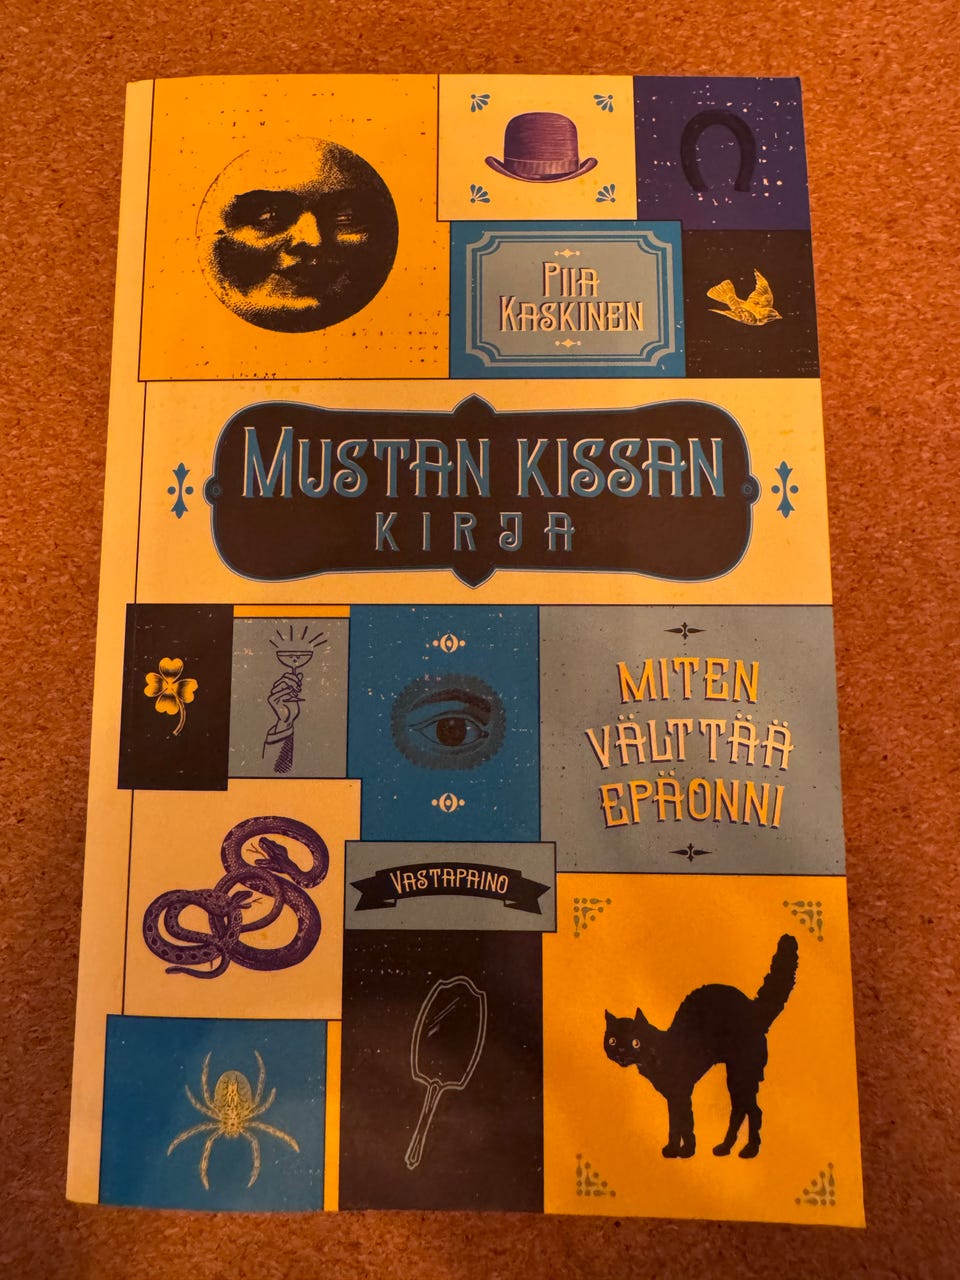 PIIA
KASKINEN
MUSTAN KISSAN
KIRJA
MITEN
VÄLTTÄÄ
EPÄONNI
VASTAPAINO